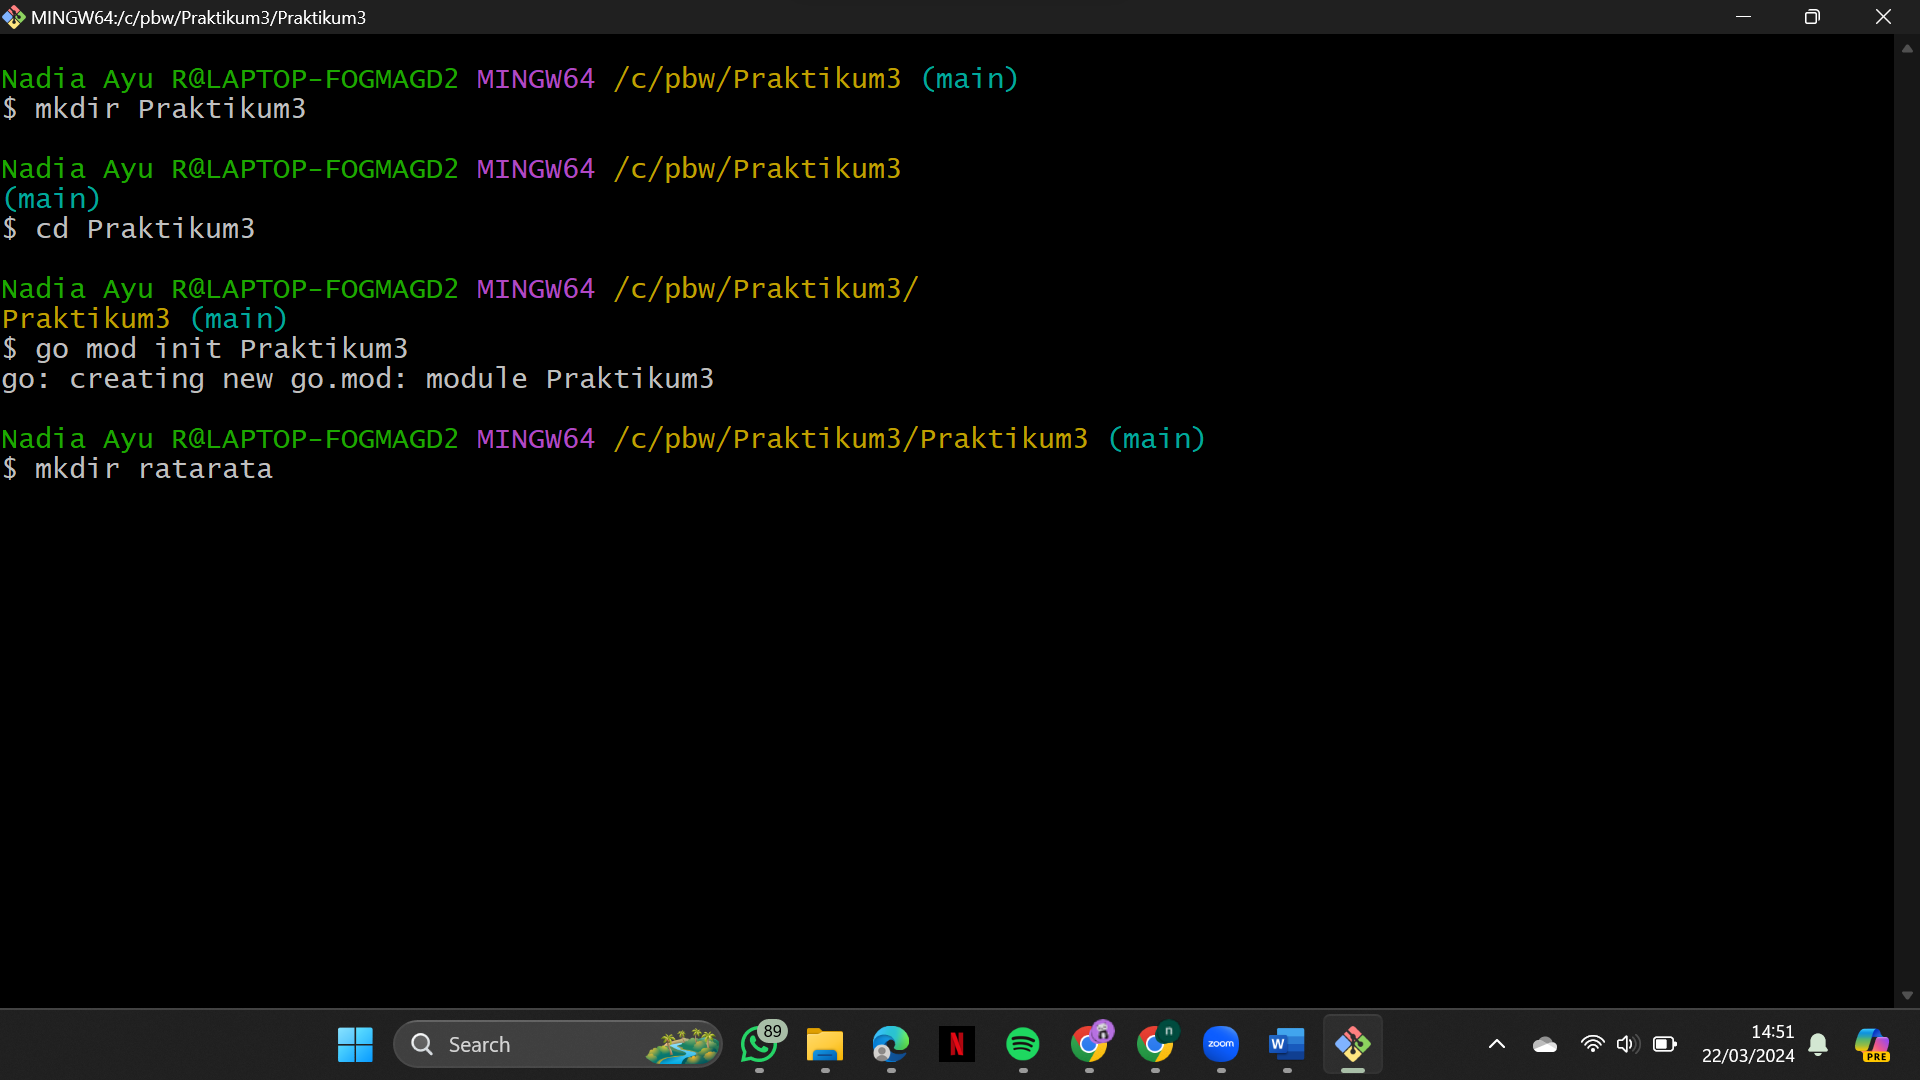 MINGW64:/c/pbw/Praktikum3/Praktikum3
Nadia Ayu R@LAPTOP-FOGMAGD2 MINGW64 /c/pbw/Praktikum3 (main)
$ mkdir Praktikum3
Nadia Ayu R@LAPTOP-FOGMAGD2 MINGW64 /c/pbw/Praktikum3
(main)
$ cd Praktikum3
Nadia Ayu R@LAPTOP-FOGMAGD2 MINGW64 /c/pbw/Praktikum3/
Praktikum3 (main)
$ go mod init Praktikum3
go: creating new go.mod: module Praktikum3
Nadia Ayu R@LAPTOP-FOGMAGD2 MINGW64 /c/pbw/Praktikum3/Praktikum3 (main)
$ mkdir ratarata
Search
89
N
n
zoom
W
14:51
22/03/2024
PRE